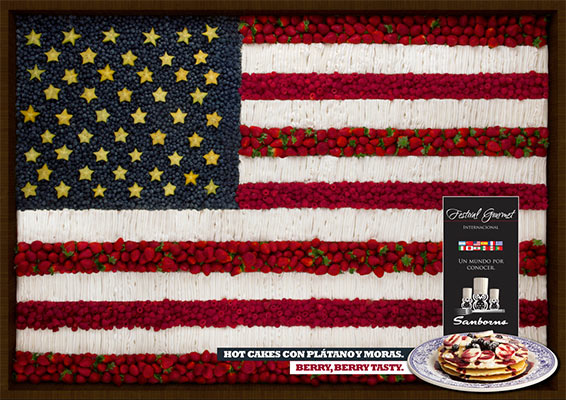 Festival Gourmet
INTERNACIONAL
UN MUNDO POR
CONOCER.
Sanborns
HOT CAKES CON PLÁTANO Y MORAS.
BERRY, BERRY TASTY.